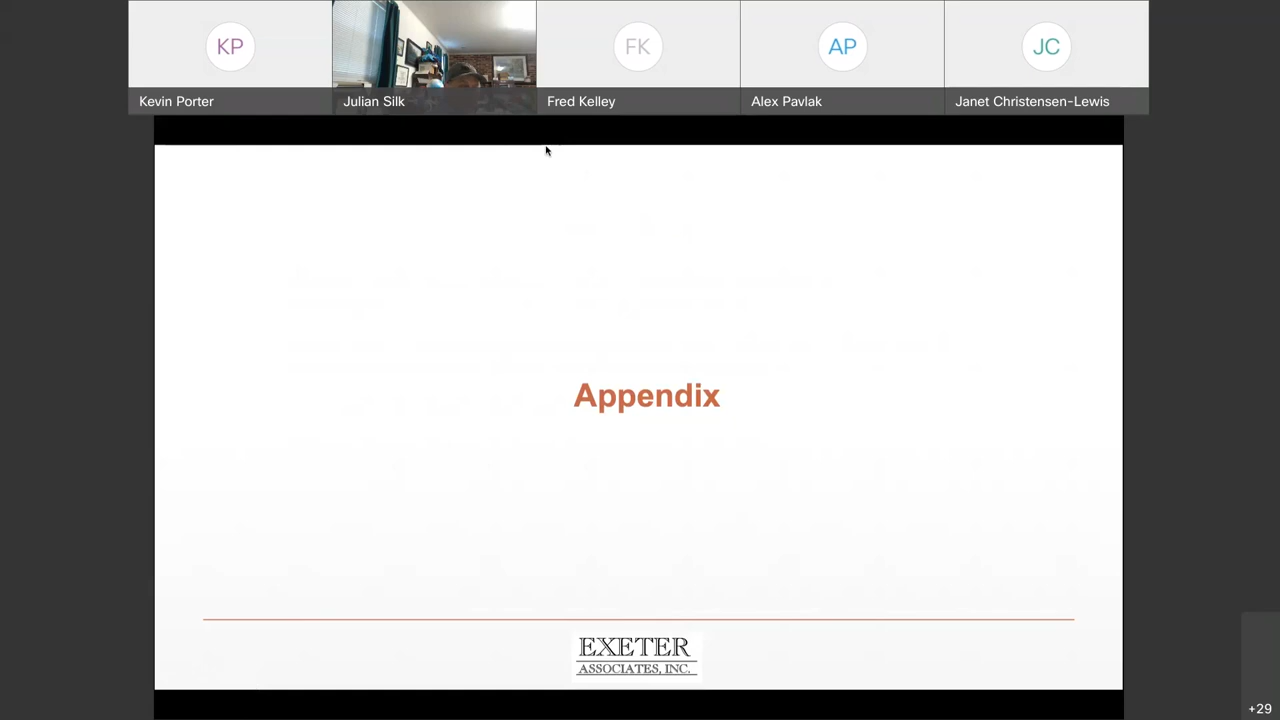 KP
FK
AP
JC
Kevin Porter
Julian Silk
Fred Kelley
Alex Pavlak
Janet Christensen-Lewis
Appendix
EXETER
ASSOCIATES, INC.
+29